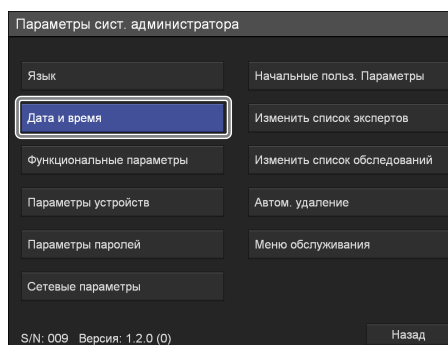 Параметры сист. администратора
Язык
Дата и время
Функциональные параметры
Параметры устройств
Параметры паролей
Сетевые параметры
Начальные польз. Параметры
Изменить список экспертов
Изменить список обследований
Автом. удаление
Меню обслуживания
S/N: 009 Версия: 1.2.0 (0)
Назад